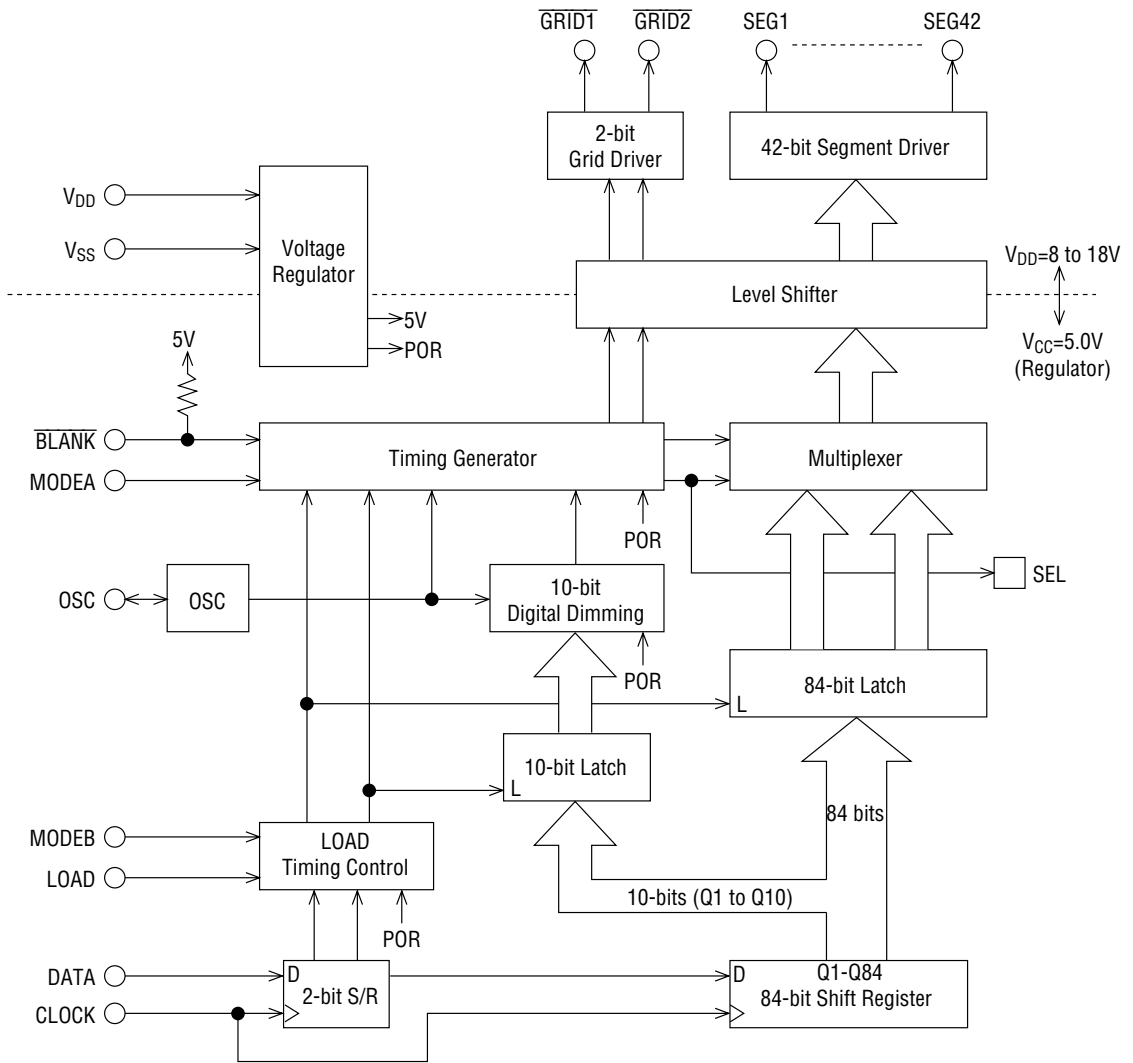 GRID1 GRID2 SEG1 SEG42
2-bit
Grid Driver
42-bit Segment Driver
VDD
VSS
Voltage
Regulator
5V
POR
Level Shifter
VDD=8 to 18V
VCC=5.0V
(Regulator)
5V
BLANK
MODEA
Timing Generator
Multiplexer
POR
SEL
OSC
OSC
10-bit
Digital Dimming
POR
84-bit Latch
L
10-bit Latch
L
84 bits
MODEB
LOAD
LOAD
Timing Control
10-bits (Q1 to Q10)
POR
DATA
CLOCK
D
2-bit S/R
D
Q1-Q84
84-bit Shift Register